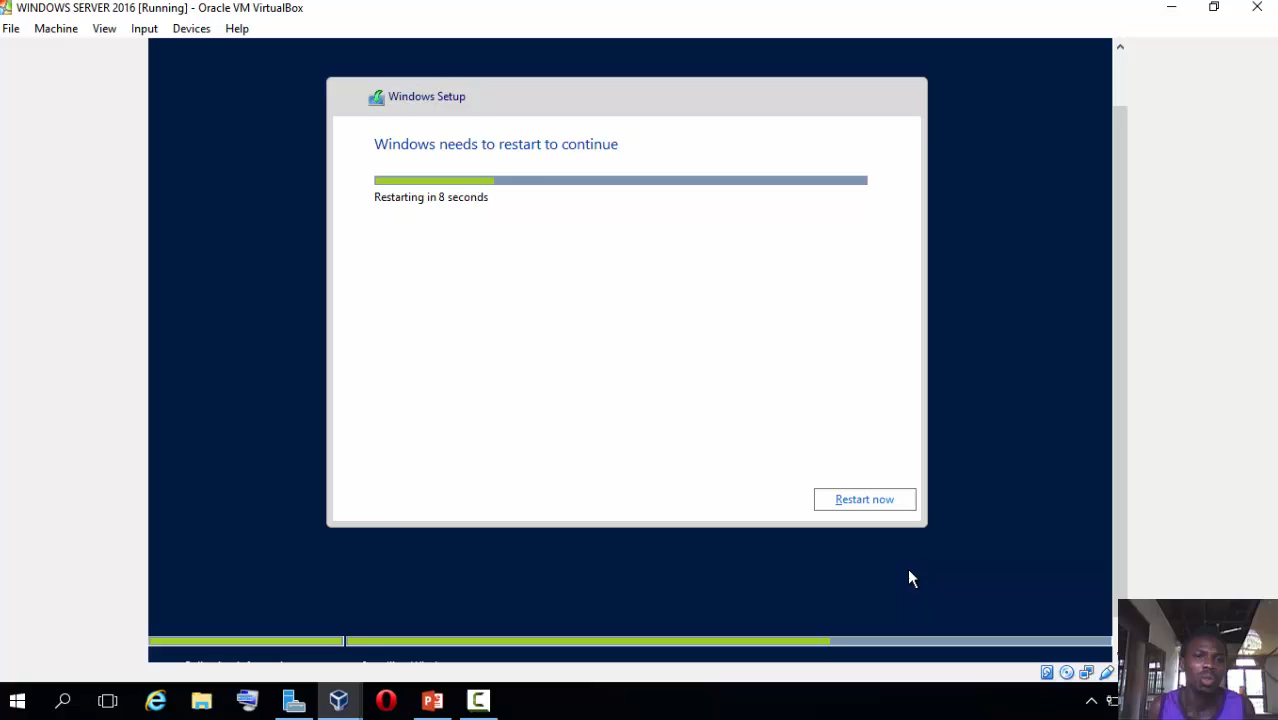 WINDOWS SERVER 2016 [Running] - Oracle VM VirtualBox
File Machine View Input Devices Help
Windows Setup
Windows needs to restart to continue
Restarting in 8 seconds
Restart now